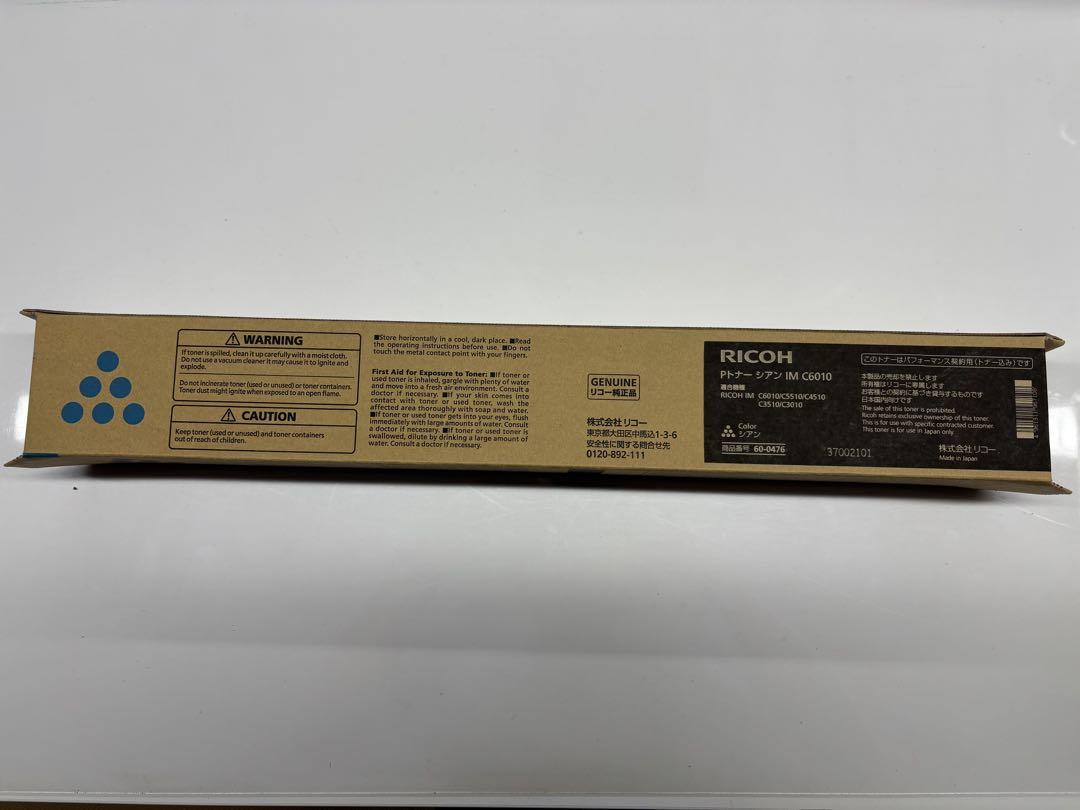 WARNING
If toner is spilled, clean it up carefully with a moist cloth.
Do not use a vacuum cleaner it may cause it to ignite and
explode.
Do not incinerate toner (used or unused) or toner containers.
Toner dust might ignite when exposed to an open flame.
CAUTION
Keep toner (used or unused) and toner containers
out of reach of children.
■Store horizontally in a cool, dark place. ■Read
the operating instructions before use. ■Do not
touch the metal contact point with your fingers.
First Aid for Exposure to Toner: ■If toner or
used toner is inhaled, gargle with plenty of water
and move into a fresh air environment. Consult a
doctor if necessary. ■If your skin comes into
contact with toner or used toner, wash the
affected area thoroughly with soap and water.
■If toner or used toner gets into your eyes, flush
immediately with large amounts of water. Consult
a doctor if necessary. ■If toner or used toner is
swallowed, dilute by drinking a large amount of
water. Consult a doctor if necessary.
GENUINE
リコー純正品
株式会社リコー
東京都大田区中馬込1-3-6
安全性に関する問合せ先
0120-892-111
RICOH
Pトナー シアン IM C6010
適合機種
RICOH IM C6010/C5510/C4510
C3510/C3010
Color
シアン
商品番号 60-0476
37002101
このトナーはパフォーマンス契約用(トナー込み)です
本製品の売却を禁止します
所有権はリコーに専属します
お客様との契約に基づき貸与するものです
日本国内向けです
The sale of this toner is prohibited.
Ricoh retains exclusive ownership of this toner.
This is for use with specific contracted customer.
This toner is for use in Japan only.
株式会社リコー
Made in Japan